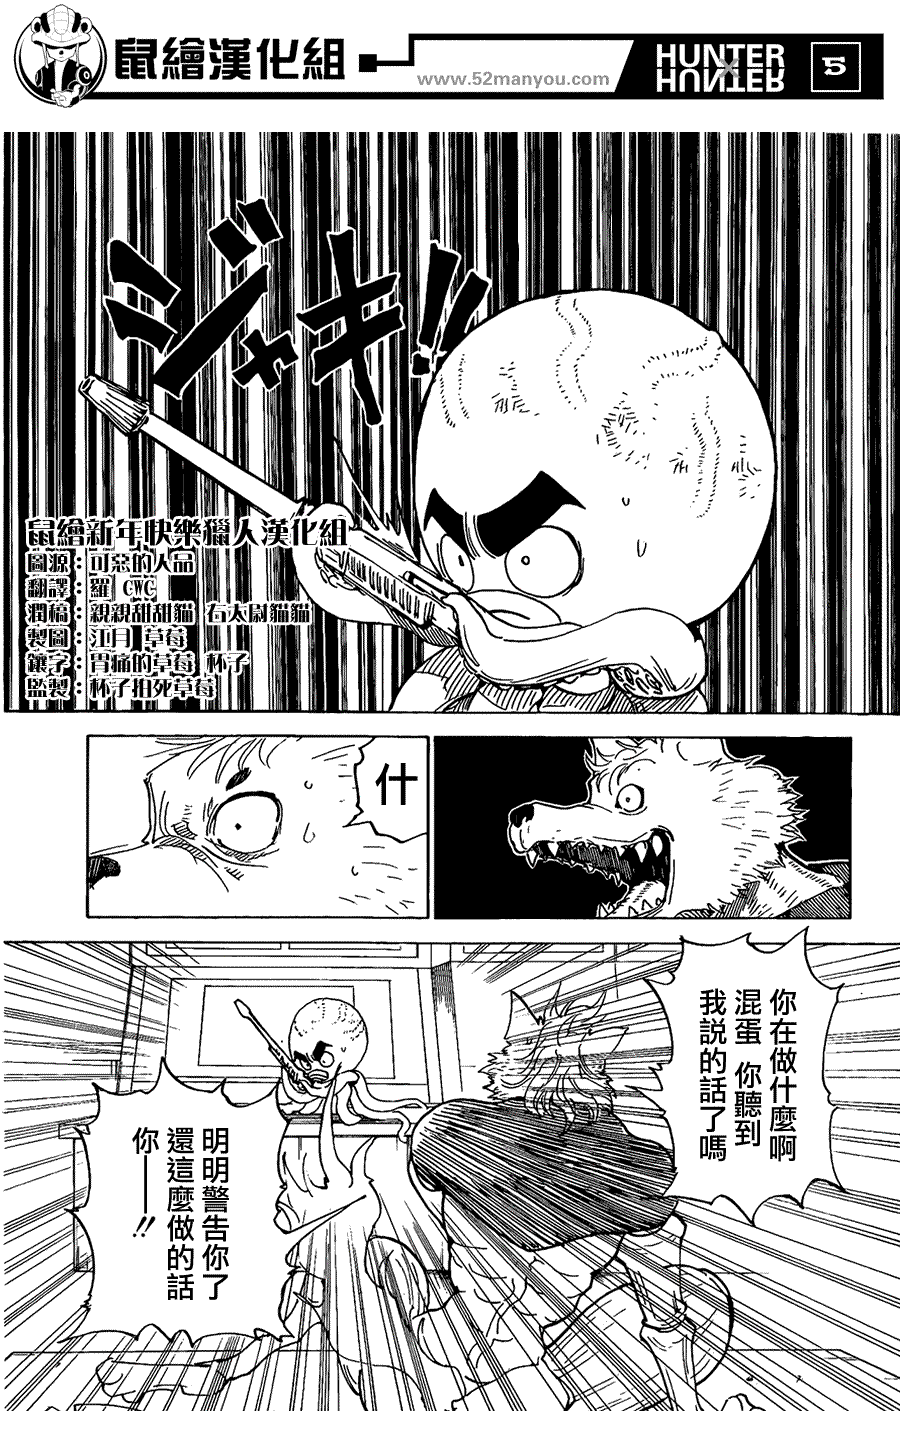 鼠繪漢化組
www.52manyou.com
HUNTER
HUNTER
5
ジャキ!!
鼠繪新年快樂獵人漢化組
圖源：可惡的人品
翻譯：羅 CWC
潤稿：親親甜甜貓 右太尉貓貓
製圖：江月 草莓
鑲字：胃痛的草莓 杯子
監製：杯子拍死草莓
什
你在做什麼啊
混蛋 你聽到
我説的話了嗎
明明警告你了
還這麼做的話
你──!!